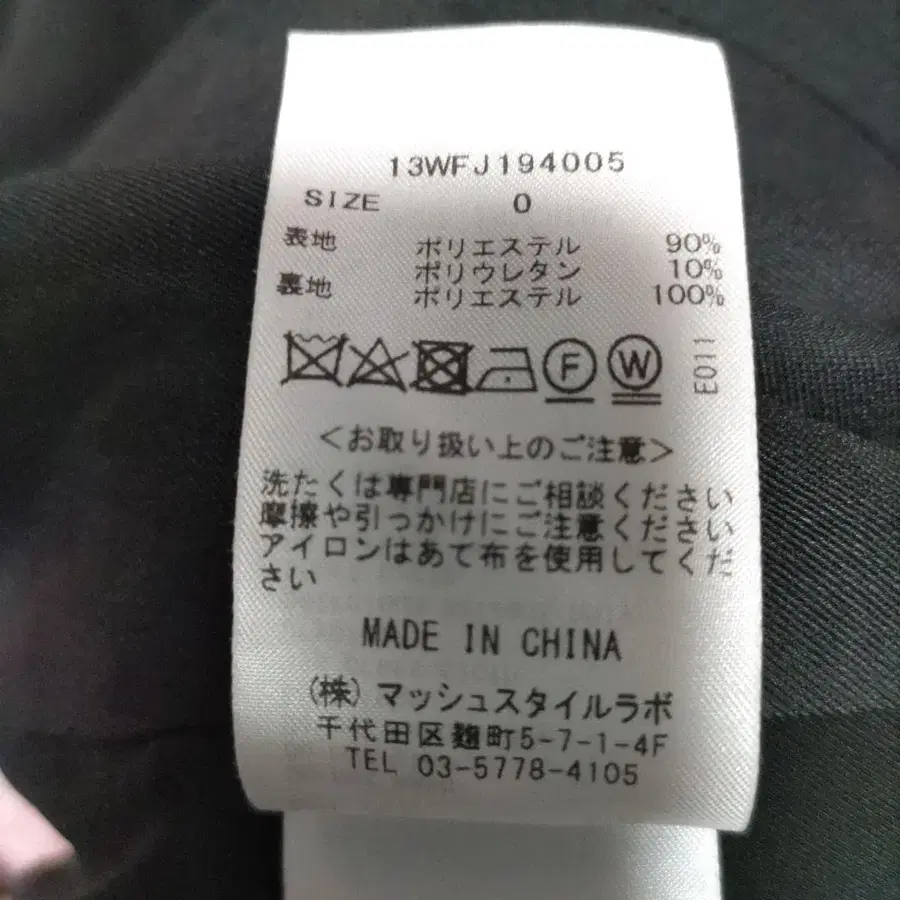 13WFJ194005
SIZE 0
表地 ポリエステル 90%
ポリウレタン 10%
裏地 ポリエステル 100%
F W E011
<お取り扱い上のご注意>
洗たくは専門店にご相談ください
摩擦や引っかけにご注意ください
アイロンはあて布を使用してくだ
さい
MADE IN CHINA
(株)マッシュスタイルラボ
千代田区麹町5-7-1-4F
TEL 03-5778-4105